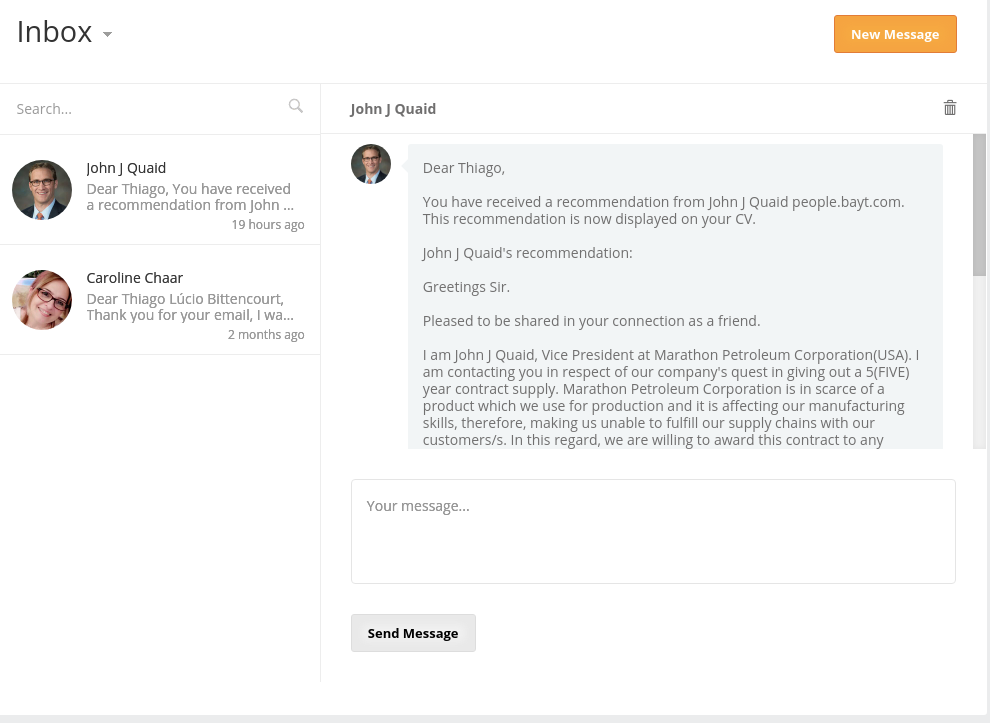 Inbox
New Message
Search...
John J Quaid
John J Quaid
Dear Thiago, You have received
a recommendation from John ...
19 hours ago
Caroline Chaar
Dear Thiago Lúcio Bittencourt,
Thank you for your email, I wa...
2 months ago
Dear Thiago,
You have received a recommendation from John J Quaid people.bayt.com.
This recommendation is now displayed on your CV.
John J Quaid's recommendation:
Greetings Sir.
Pleased to be shared in your connection as a friend.
I am John J Quaid, Vice President at Marathon Petroleum Corporation(USA). I
am contacting you in respect of our company's quest in giving out a 5(FIVE)
year contract supply. Marathon Petroleum Corporation is in scarce of a
product which we use for production and it is affecting our manufacturing
skills, therefore, making us unable to fulfill our supply chains with our
customers/s. In this regard, we are willing to award this contract to any
Your message...
Send Message